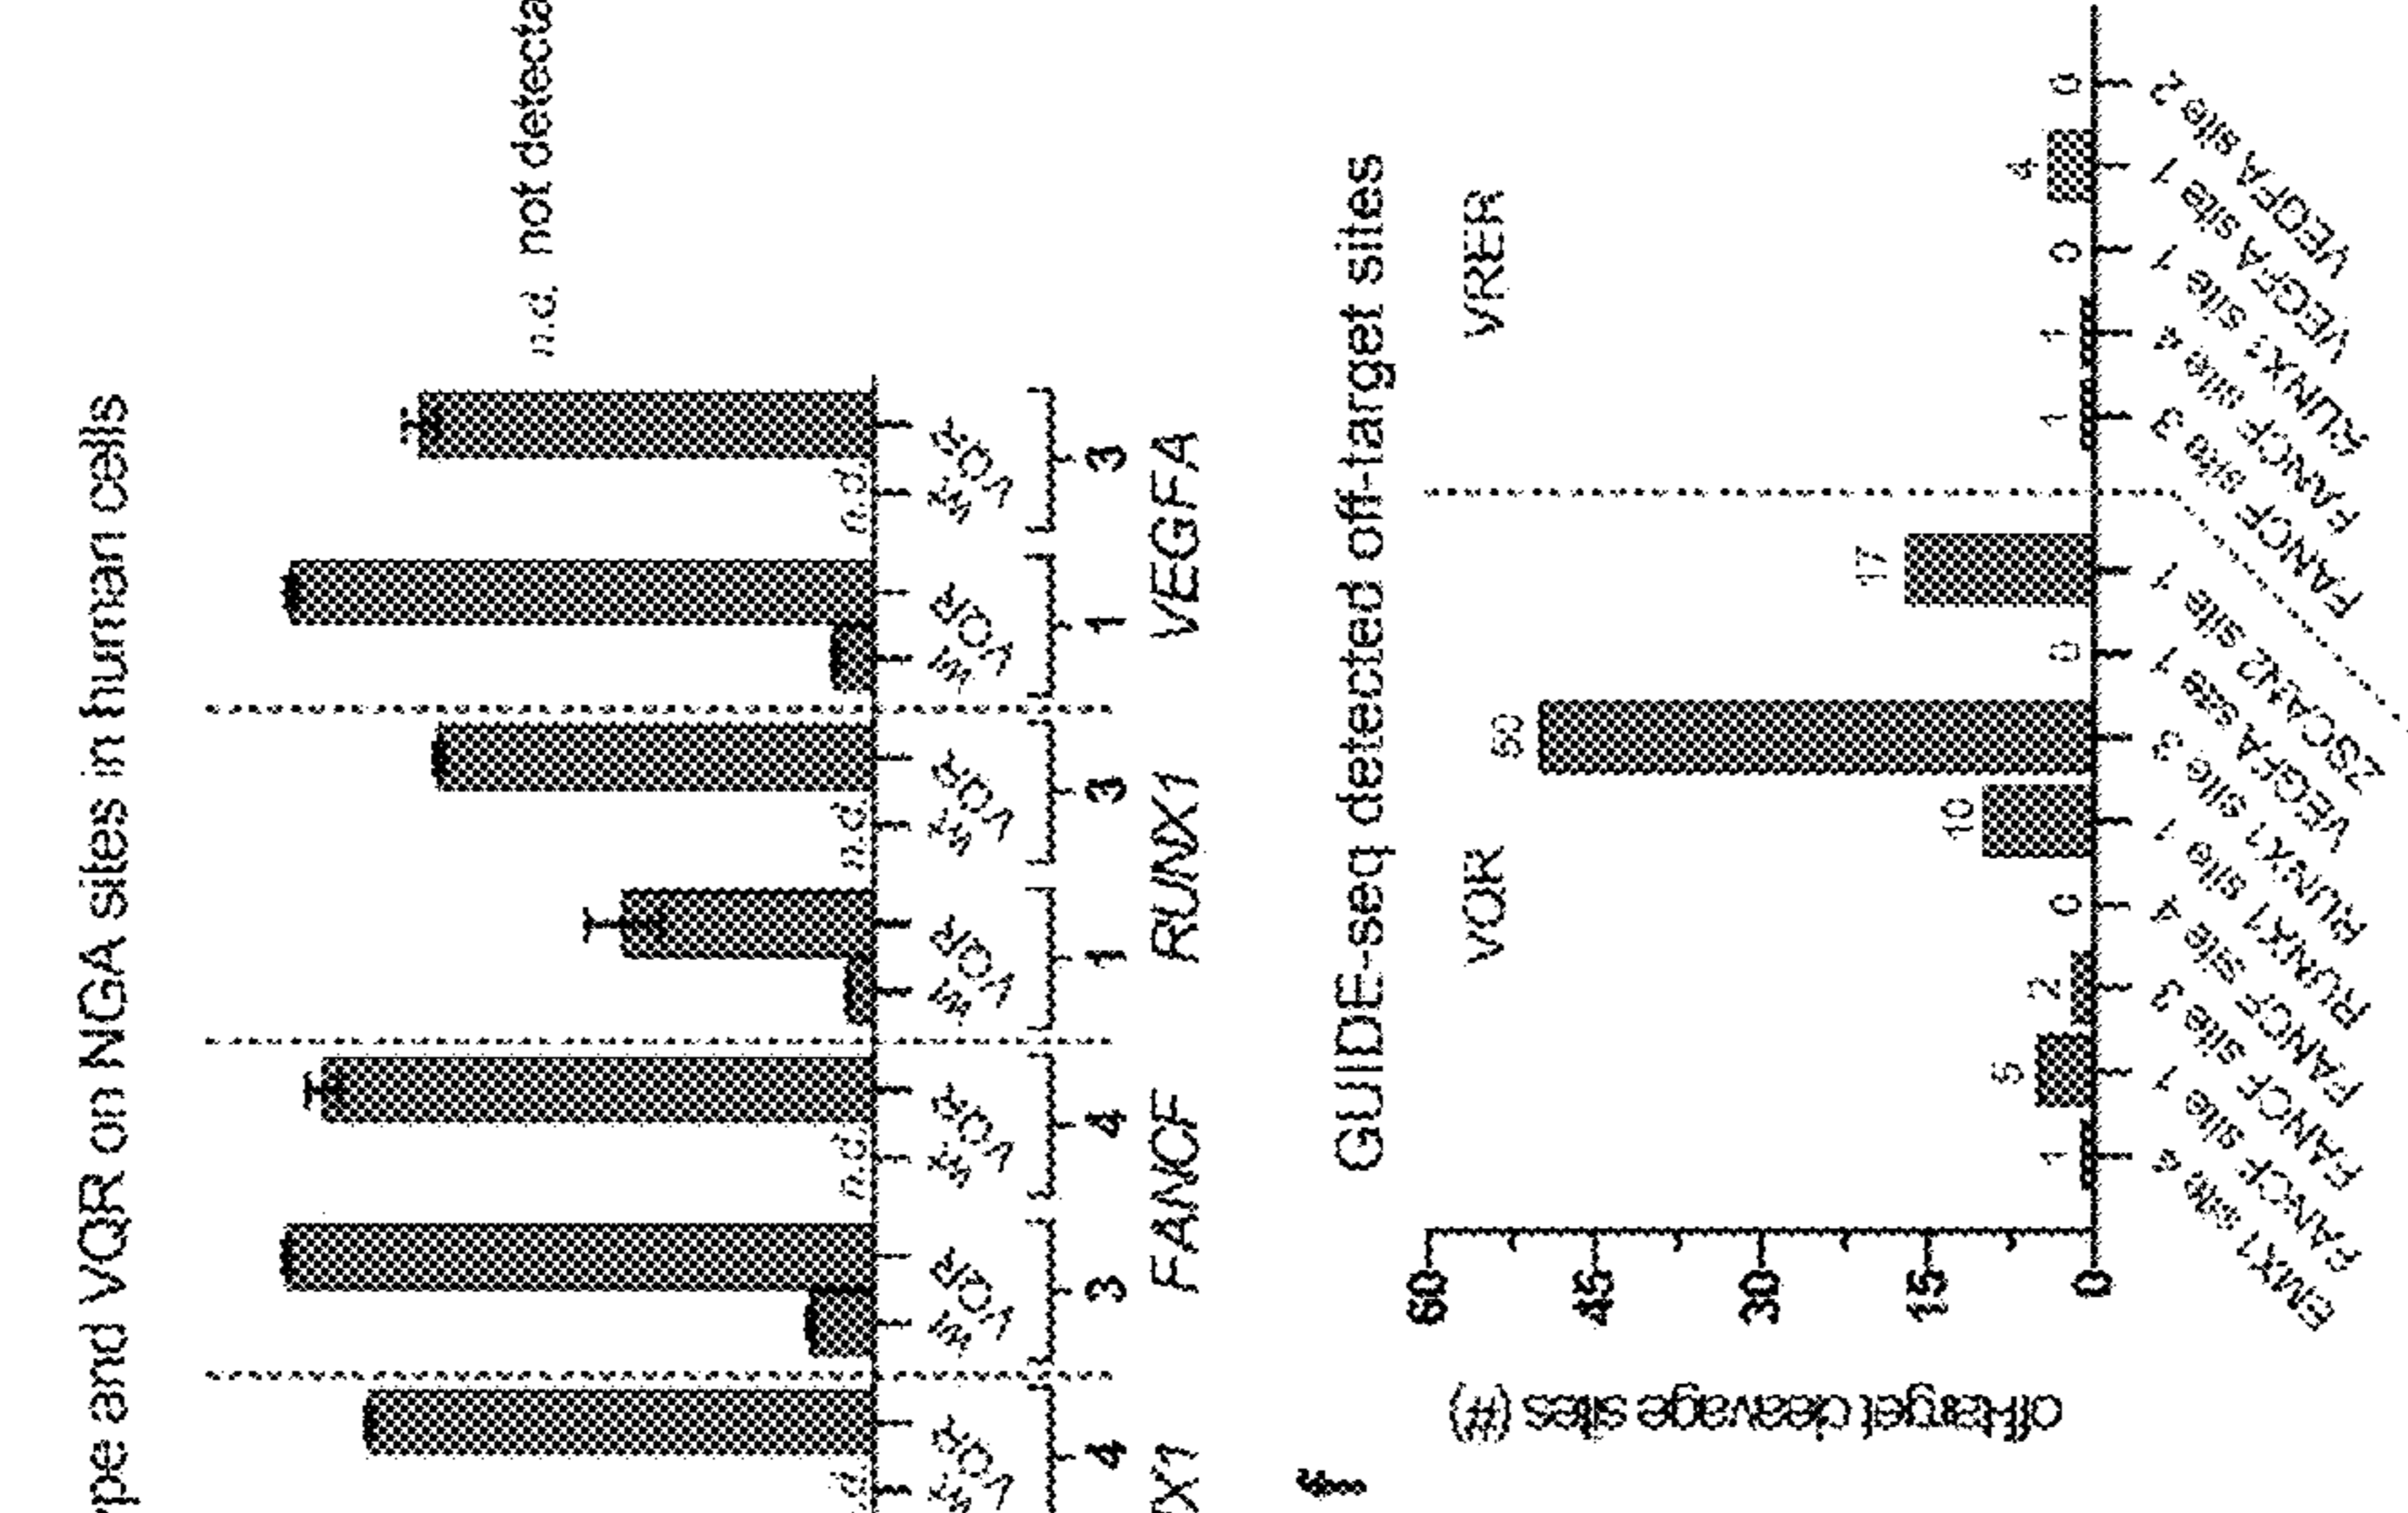 ype and VQR on NGA sites in human cells
n.d. not detecta
n.d. n.d. n.d. n.d.
wt VQR wt VQR wt VQR wt VQR wt VQR wt VQR wt VQR
4 3 4 1 3 1 3
X1 FANCF RUNX1 VEGFA
f
GUIDE-seq detected off-target sites
VQR VRER
off-target cleavage sites (#)
60
45
30
15
0
1 5 2 0 10 50 0 17 1 1 0 4 0
EMX1 site 4
FANCF site 1
FANCF site 3
FANCF site 4
RUNX1 site 1
RUNX1 site 3
VEGFA site 1
ZSCAN2 site 1
FANCF site 3
FANCF site 4
RUNX1 site 1
VEGFA site 1
VEGFA site 2